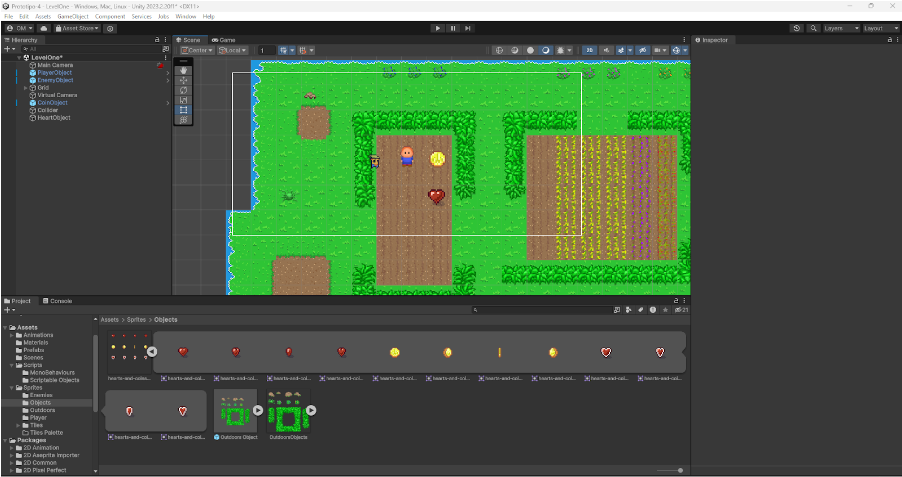 Prototipo-4 - LevelOne - Windows, Mac, Linux - Unity 2023.2.20f1* <DX11>
File Edit Assets GameObject Component Services Jobs Window Help
DM Asset Store
Layers Layout
Hierarchy
All
LevelOne*
Main Camera
PlayerObject
EnemyObject
Grid
Virtual Camera
CoinObject
Collider
HeartObject
Scene Game
Center Local 1 2D
Inspector
Project Console
21
Assets
Animations
Materials
Prefabs
Scenes
Scripts
MonoBehaviours
Scriptable Objects
Sprites
Enemies
Objects
Outdoors
Player
Tiles
Tiles Palette
Packages
2D Animation
2D Aseprite Importer
2D Common
2D Pixel Perfect
Assets > Sprites > Objects
hearts-and-coins... hearts-and-col... hearts-and-col... hearts-and-col... hearts-and-col... hearts-and-col... hearts-and-col... hearts-and-col... hearts-and-col... hearts-and-col... hearts-and-col...
hearts-and-col... hearts-and-col... Outdoors Object OutdoorsObjects